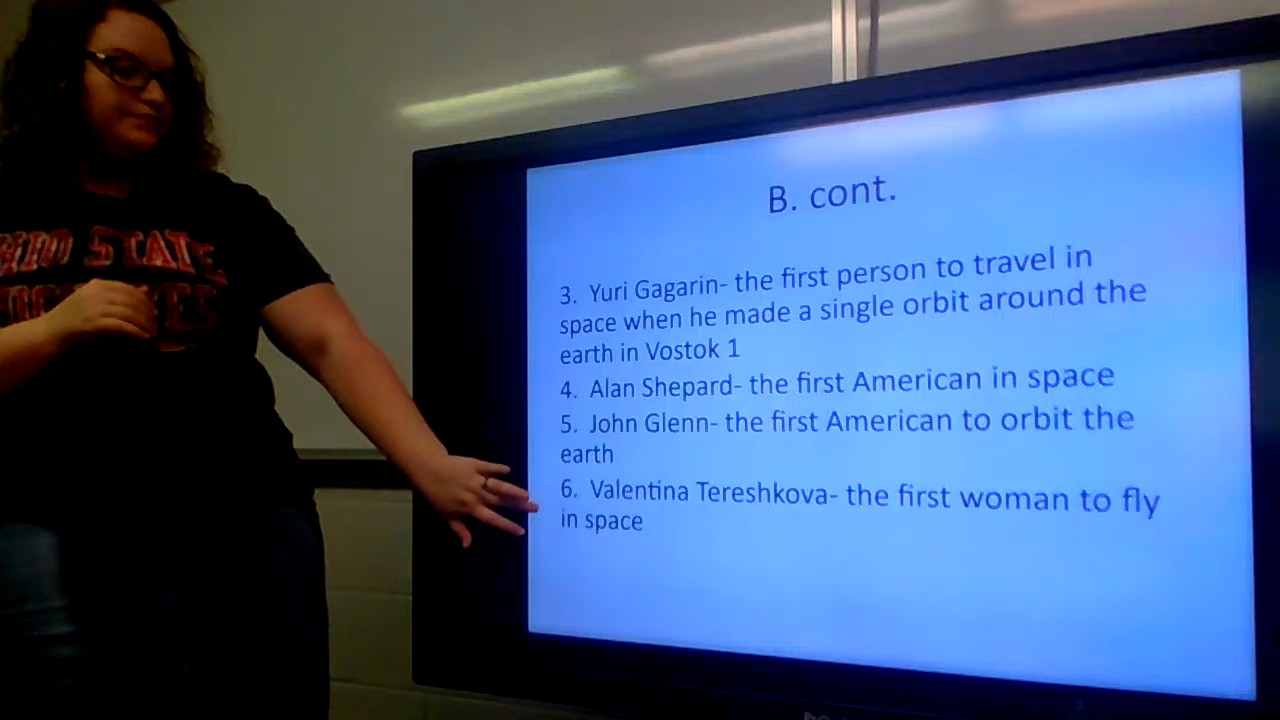 B. cont.
3. Yuri Gagarin- the first person to travel in
space when he made a single orbit around the
earth in Vostok 1
4. Alan Shepard- the first American in space
5. John Glenn- the first American to orbit the
earth
6. Valentina Tereshkova- the first woman to fly
in space
STATE